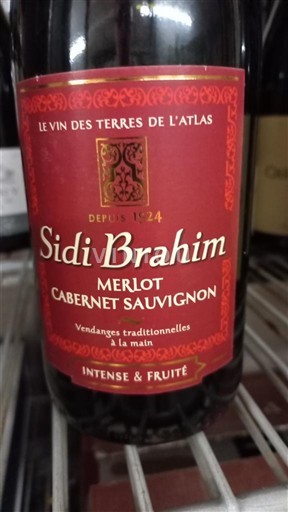 LE VIN DES TERRES DE L'ATLAS
DEPUIS 1924
Sidi Brahim
MERLOT
CABERNET SAUVIGNON
Vendanges traditionnelles
à la main
INTENSE & FRUITÉ